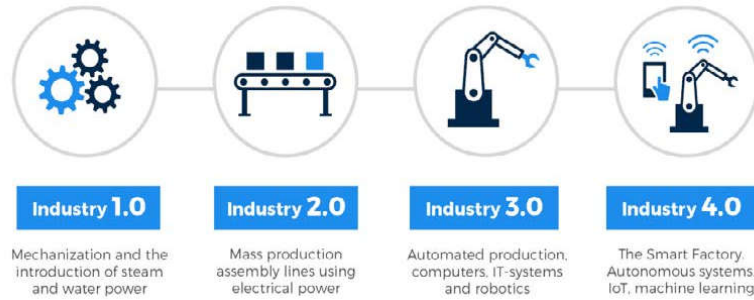 Industry 1.0
Mechanization and the
introduction of steam
and water power
Industry 2.0
Mass production
assembly lines using
electrical power
Industry 3.0
Automated production,
computers, IT-systems
and robotics
Industry 4.0
The Smart Factory.
Autonomous systems,
IoT, machine learning